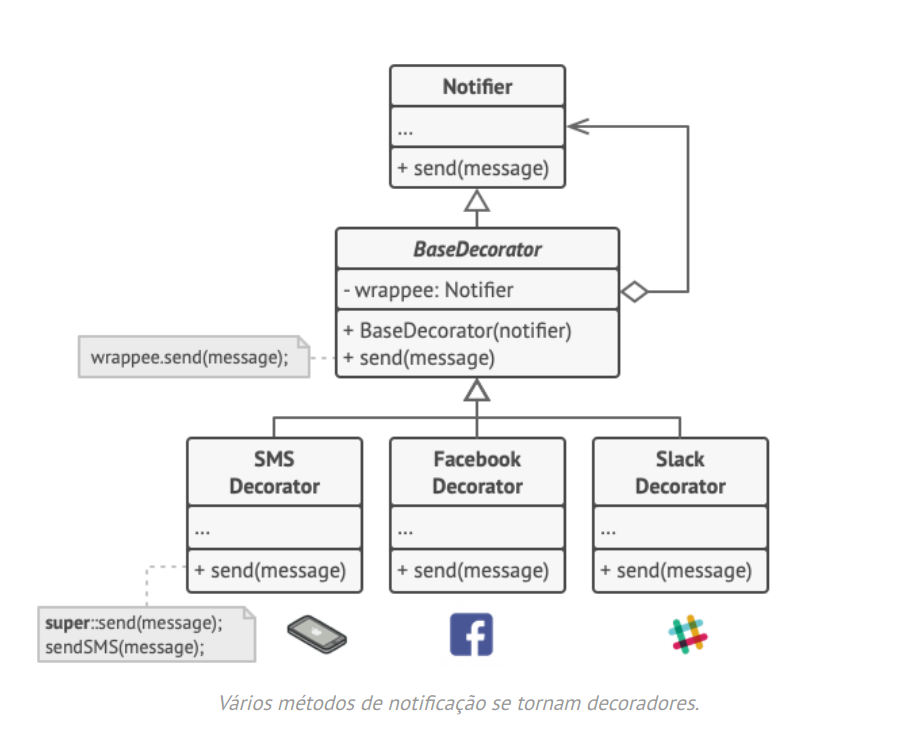 Notifier
...
+ send(message)
BaseDecorator
- wrappee: Notifier
+ BaseDecorator(notifier)
+ send(message)
wrappee.send(message);
SMS
Decorator
...
+ send(message)
Facebook
Decorator
...
+ send(message)
Slack
Decorator
...
+ send(message)
super::send(message);
sendSMS(message);
Vários métodos de notificação se tornam decoradores.